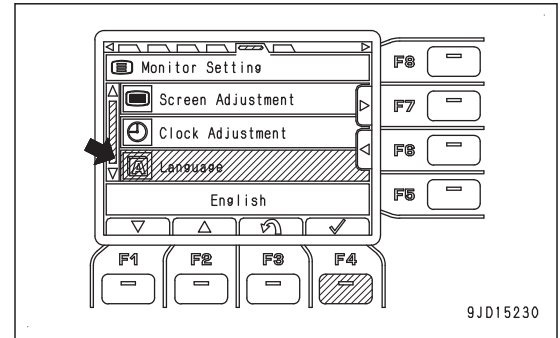 Monitor Setting
F8
Screen Adjustment
F7
Clock Adjustment
F6
Language
English
F5
F1 F2 F3 F4
9JD15230